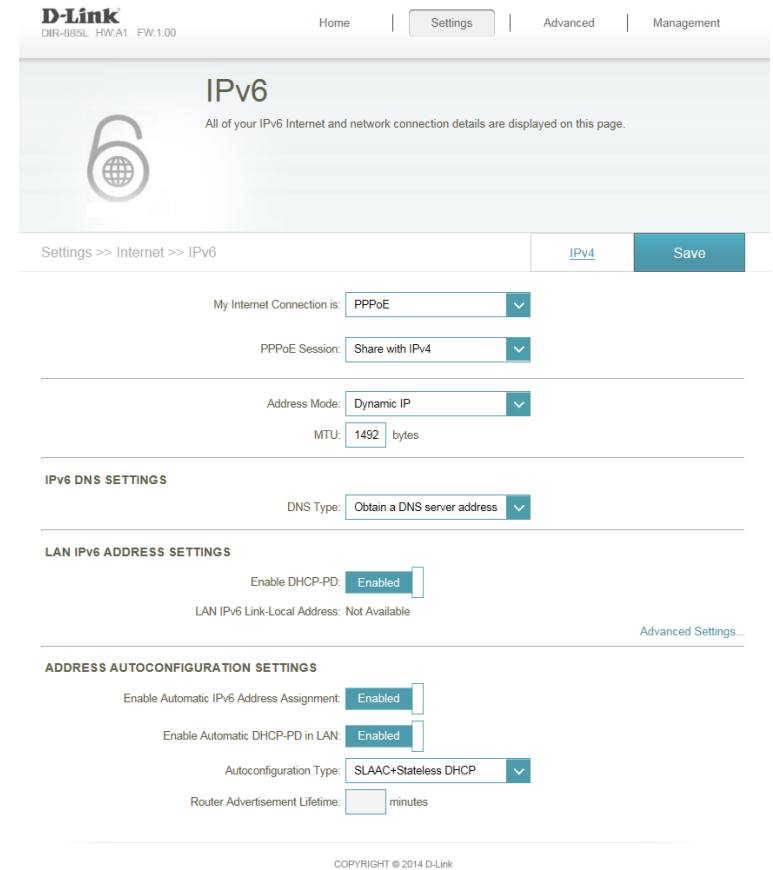 D-Link
DIR-885L HW:A1 FW:1.00
Home Settings Advanced Management
IPv6
All of your IPv6 Internet and network connection details are displayed on this page.
Settings >> Internet >> IPv6 IPv4 Save
My Internet Connection is: PPPoE
PPPoE Session: Share with IPv4
Address Mode: Dynamic IP
MTU: 1492 bytes
IPv6 DNS SETTINGS
DNS Type: Obtain a DNS server address
LAN IPv6 ADDRESS SETTINGS
Enable DHCP-PD: Enabled
LAN IPv6 Link-Local Address: Not Available
Advanced Settings...
ADDRESS AUTOCONFIGURATION SETTINGS
Enable Automatic IPv6 Address Assignment: Enabled
Enable Automatic DHCP-PD in LAN: Enabled
Autoconfiguration Type: SLAAC+Stateless DHCP
Router Advertisement Lifetime: minutes
COPYRIGHT © 2014 D-Link